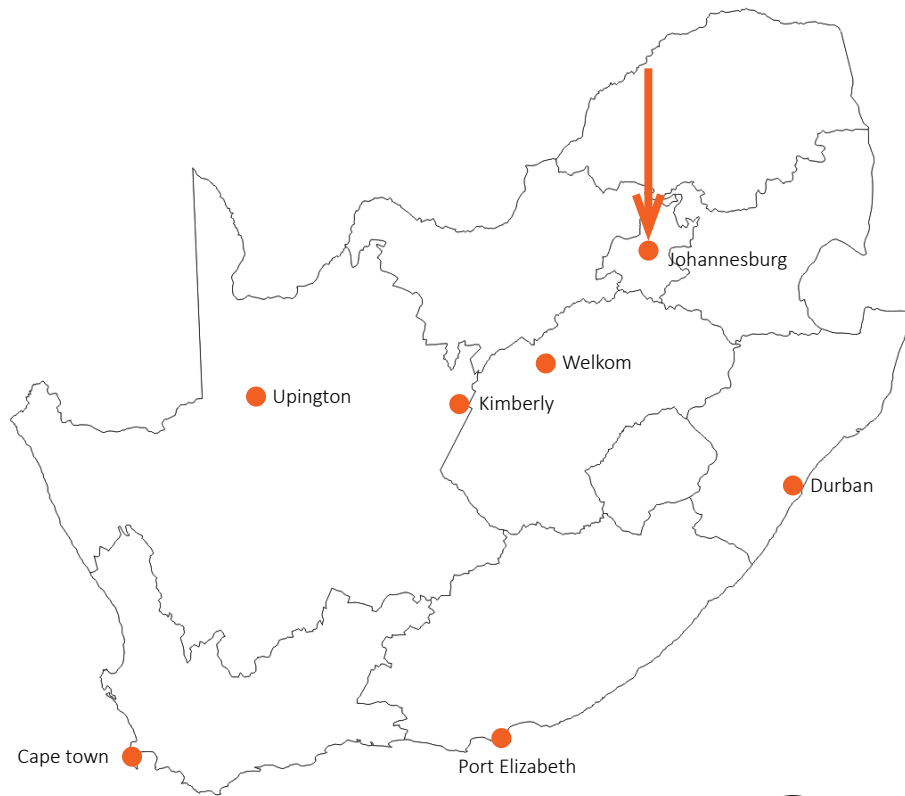 Johannesburg
Welkom
Upington
Kimberly
Durban
Cape town
Port Elizabeth